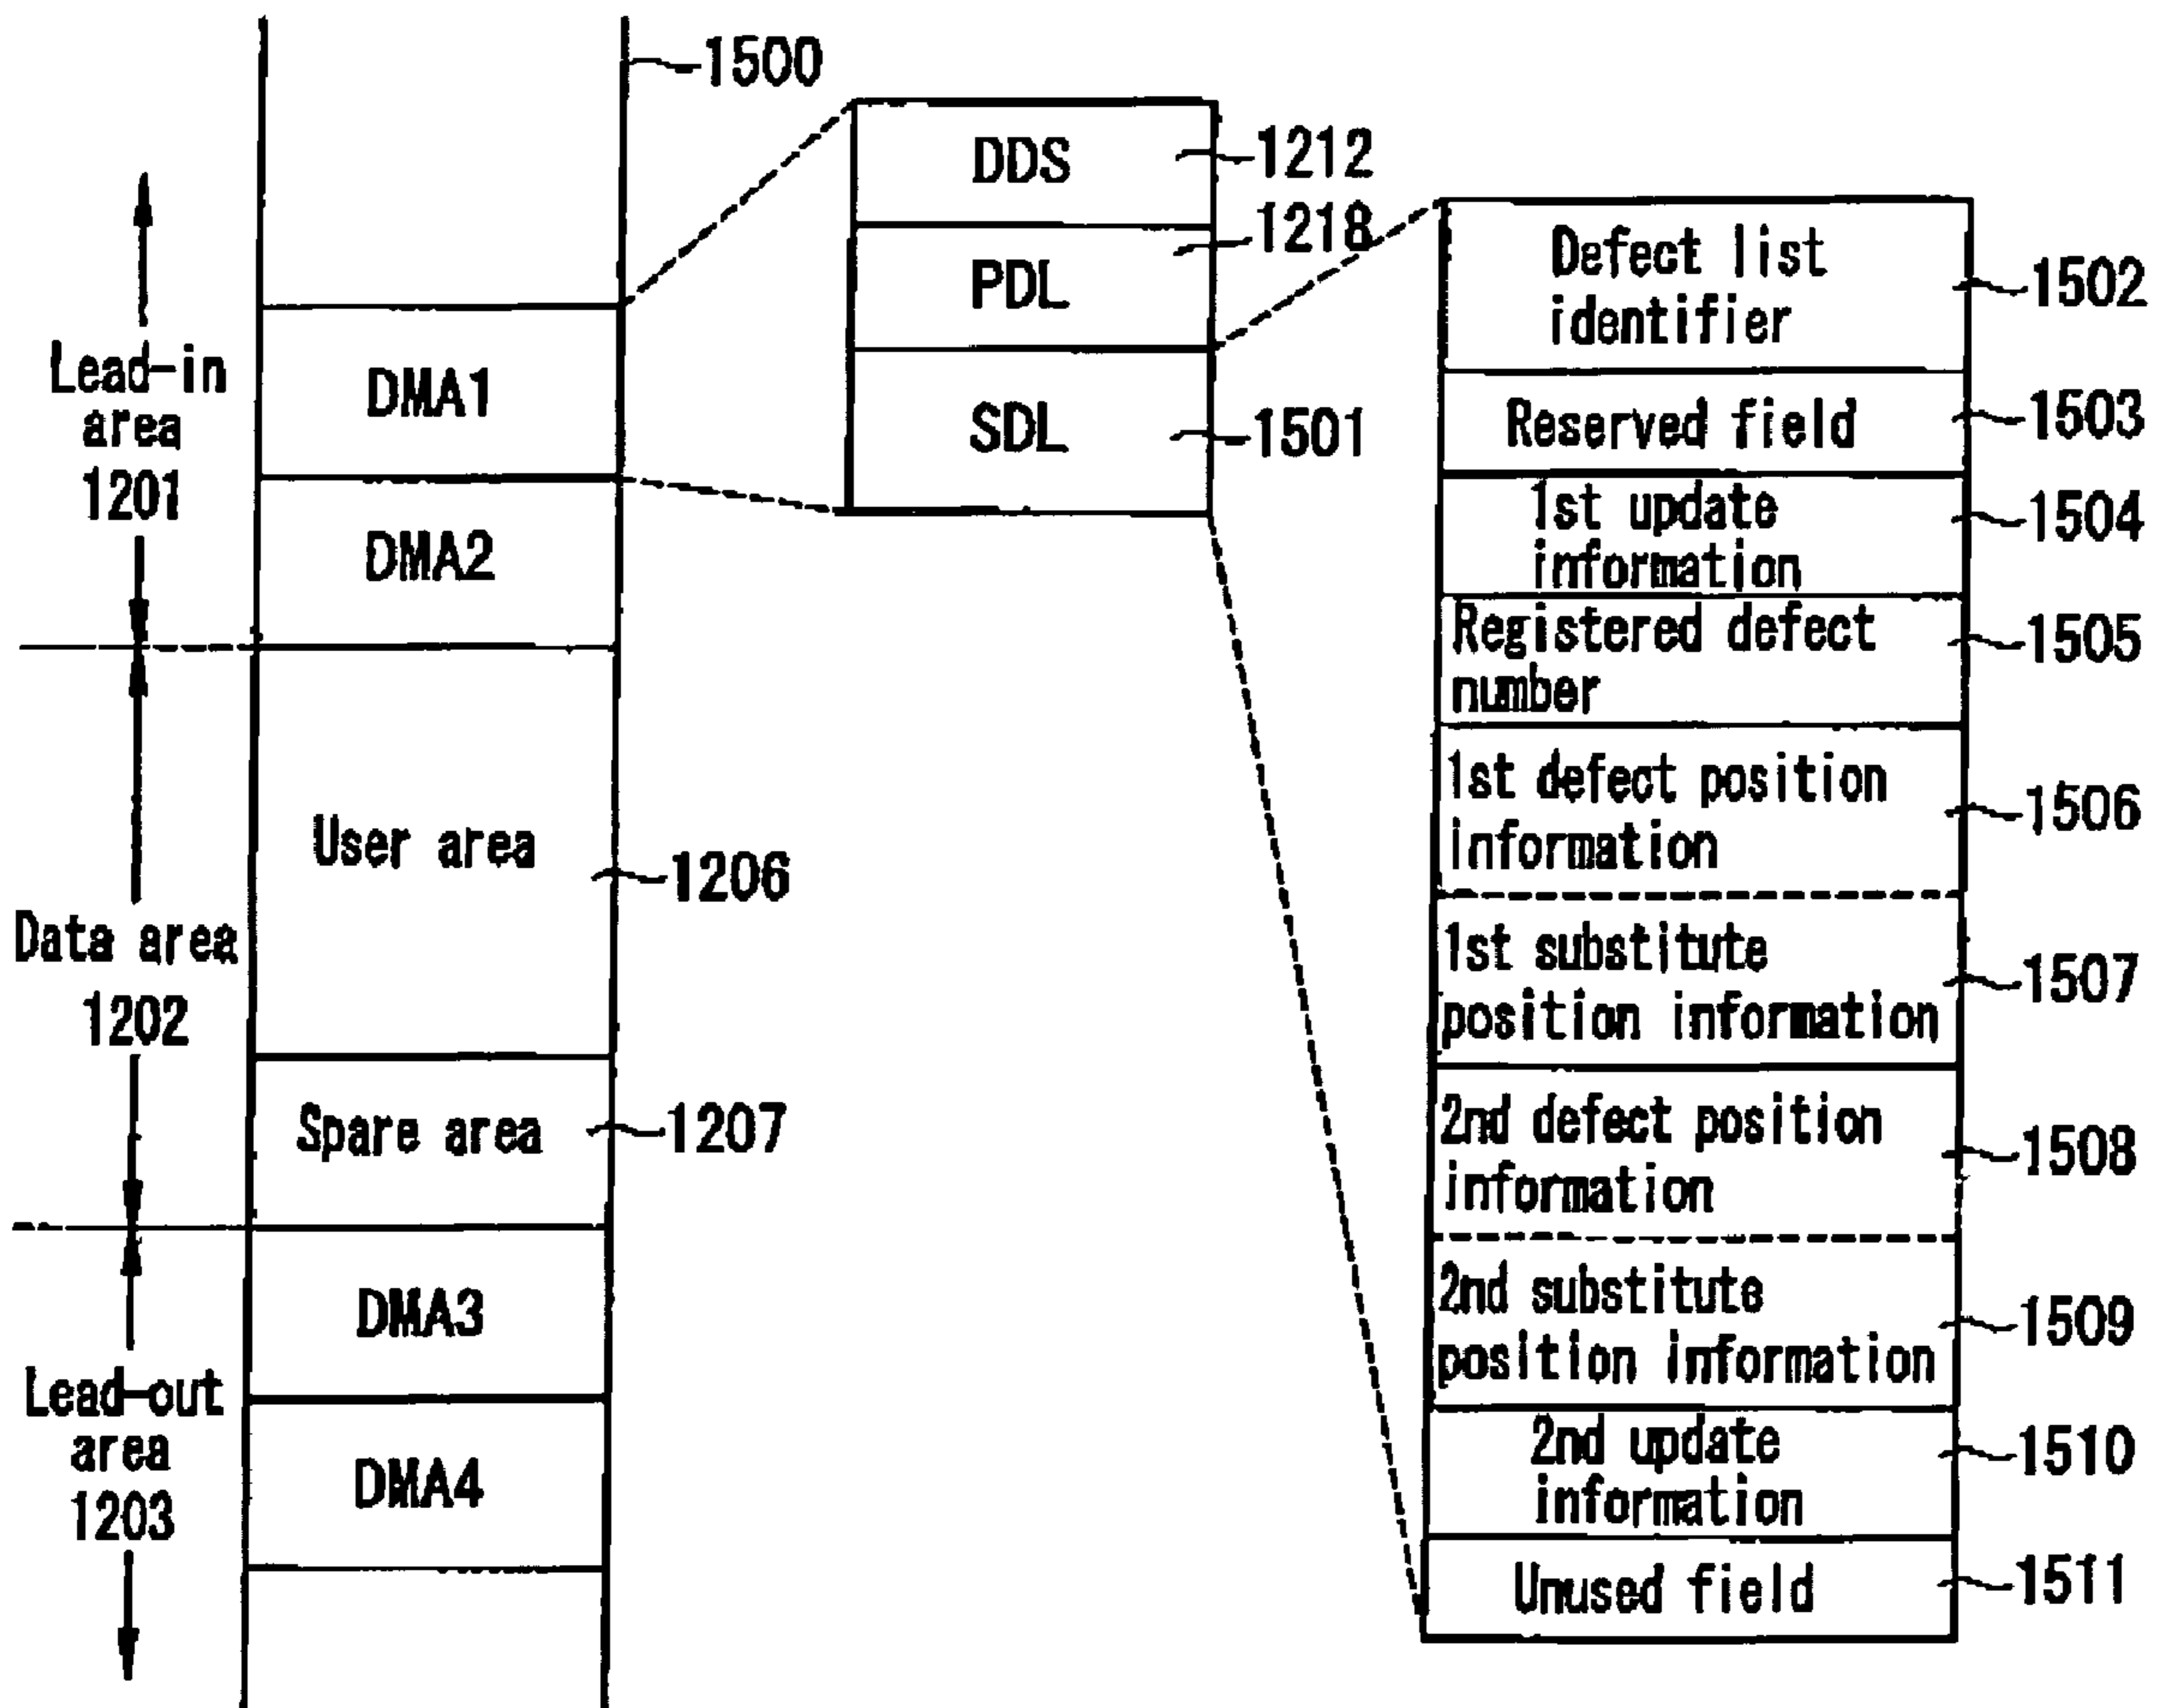 1500
Lead-in
area
1201
DMA1
DMA2
Data area
1202
User area
1206
Spare area
1207
Lead-out
area
1203
DMA3
DMA4
DDS
1212
PDL
1218
SDL
1501
Defect list
identifier
1502
Reserved field
1503
1st update
information
1504
Registered defect
number
1505
1st defect position
information
1506
1st substitute
position information
1507
2nd defect position
information
1508
2nd substitute
position information
1509
2nd update
information
1510
Unused field
1511